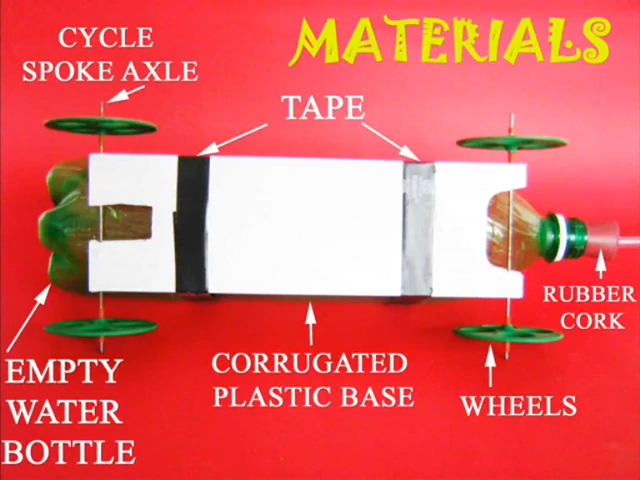 MATERIALS
CYCLE
SPOKE AXLE
TAPE
RUBBER
CORK
CORRUGATED
PLASTIC BASE
WHEELS
EMPTY
WATER
BOTTLE